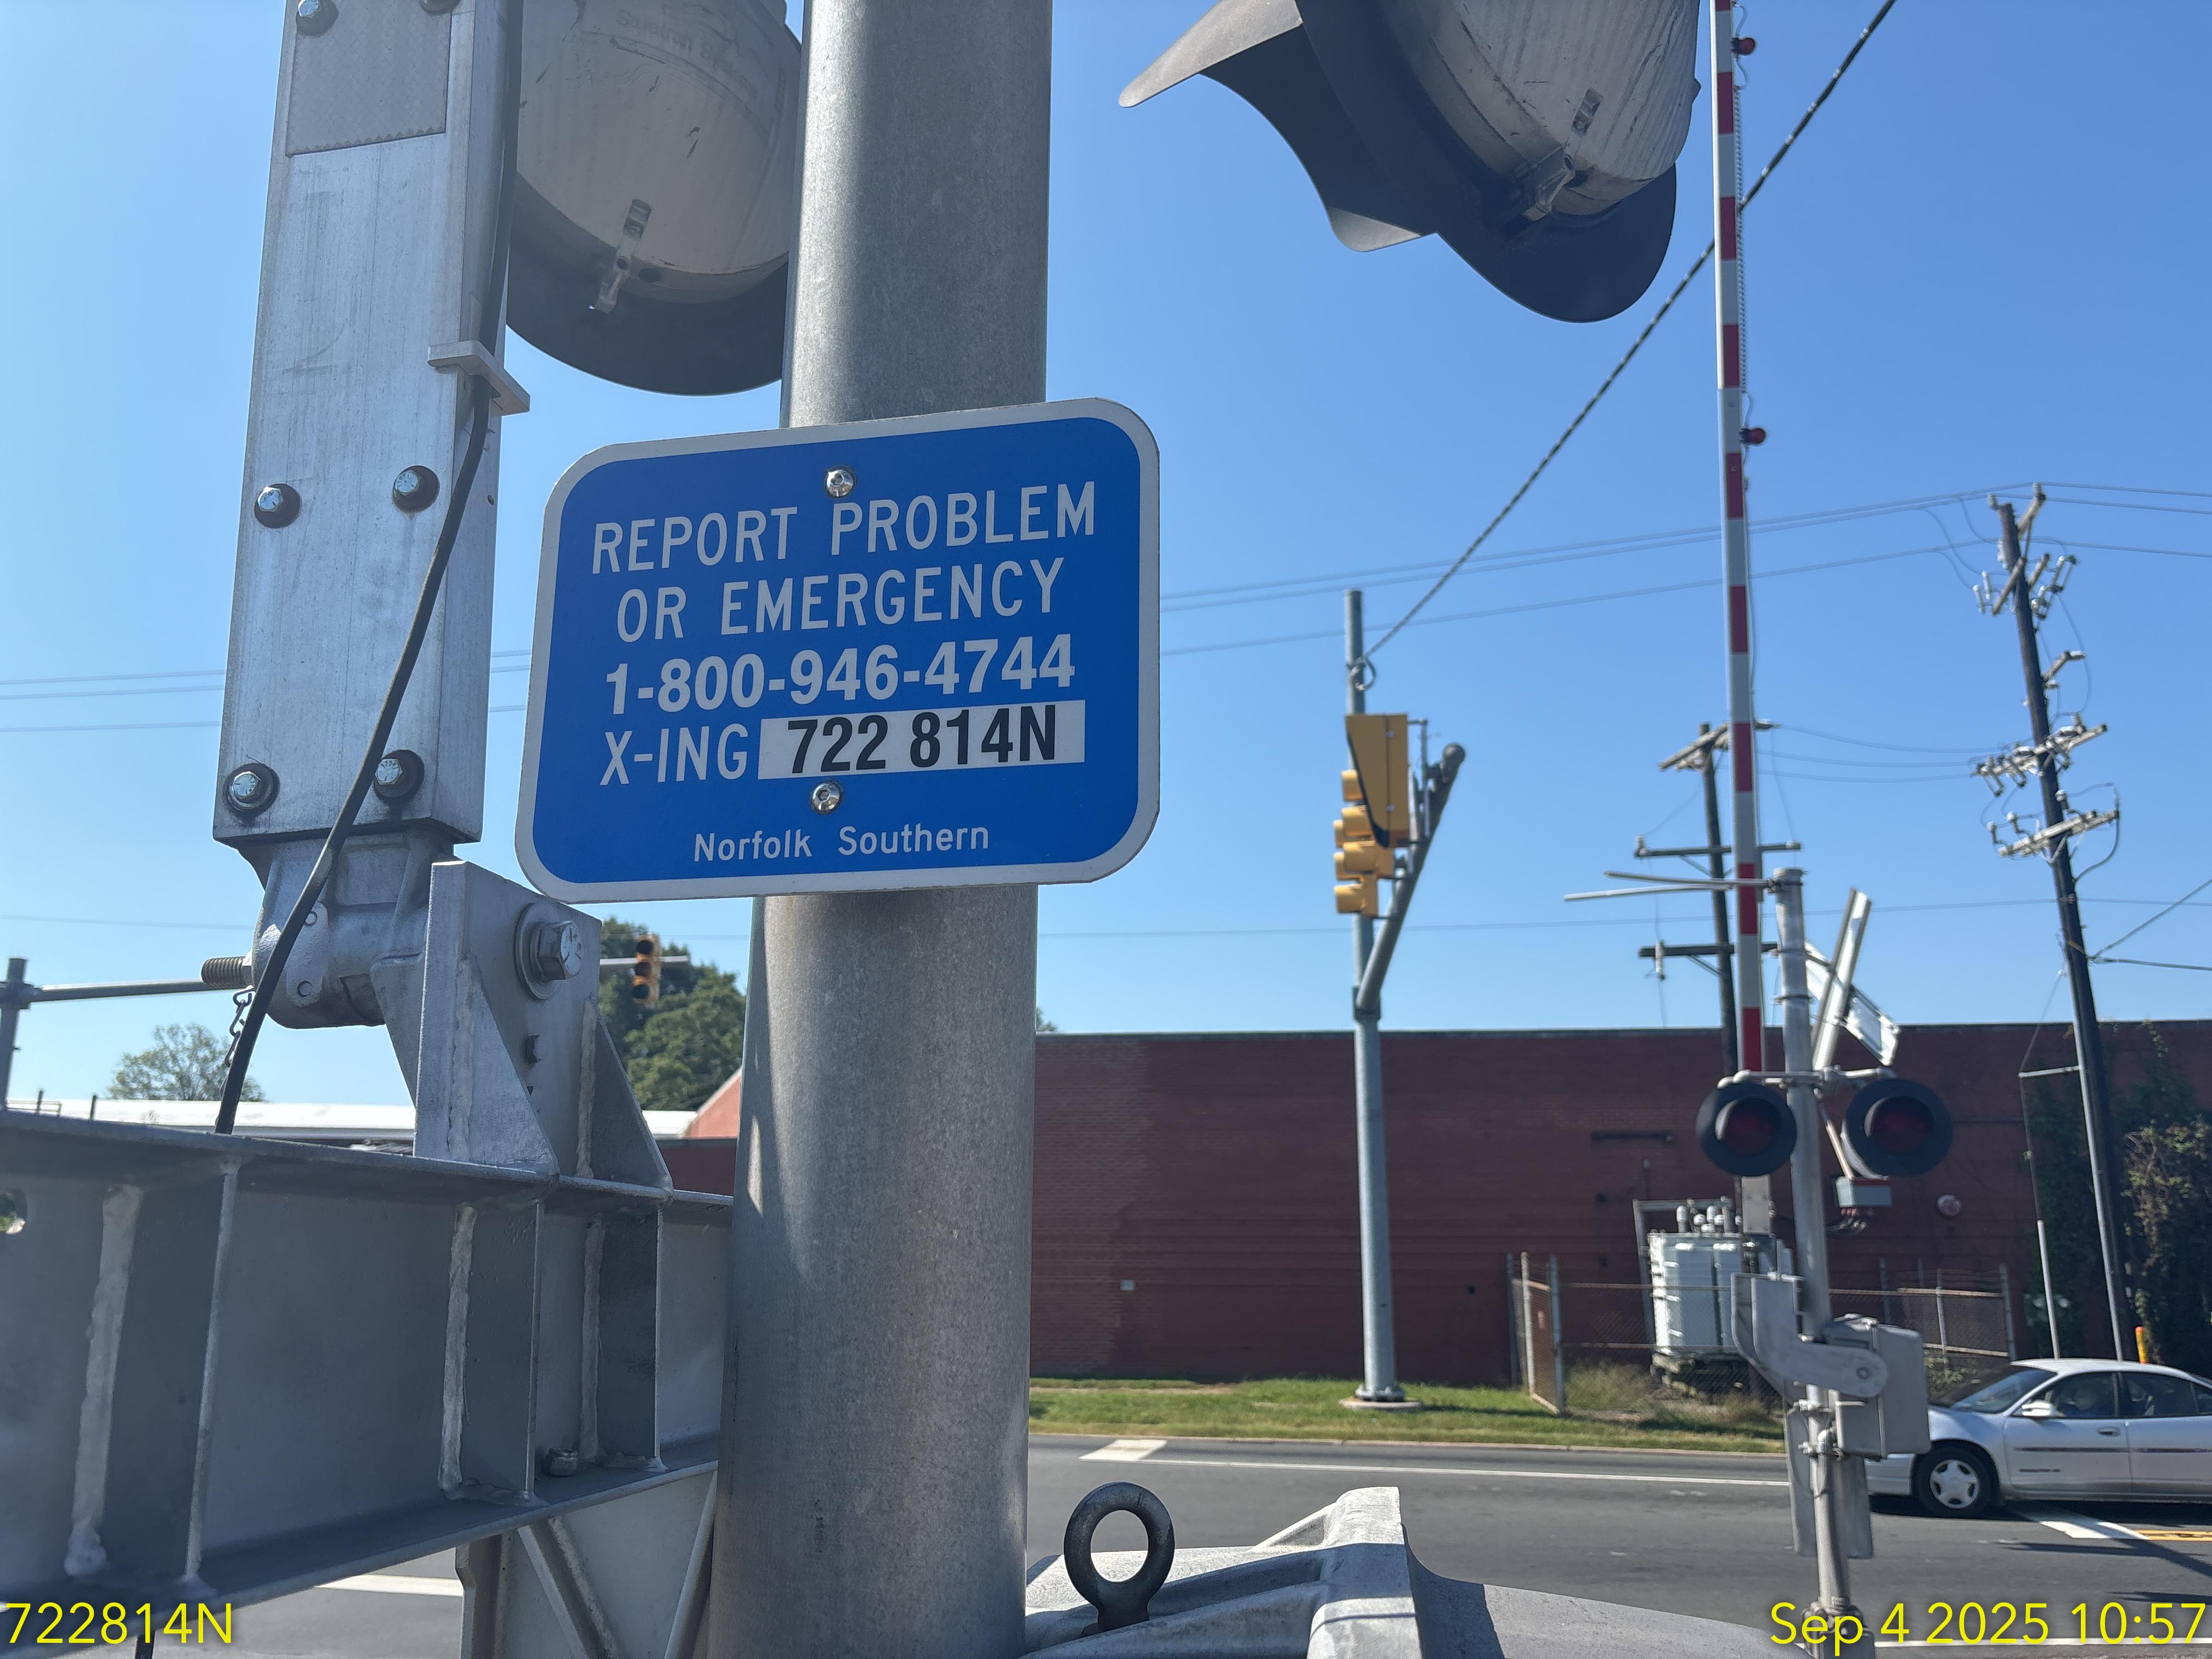 REPORT PROBLEM
OR EMERGENCY
1-800-946-4744
X-ING 722 814N
Norfolk Southern
722814N
Sep 4 2025 10:57